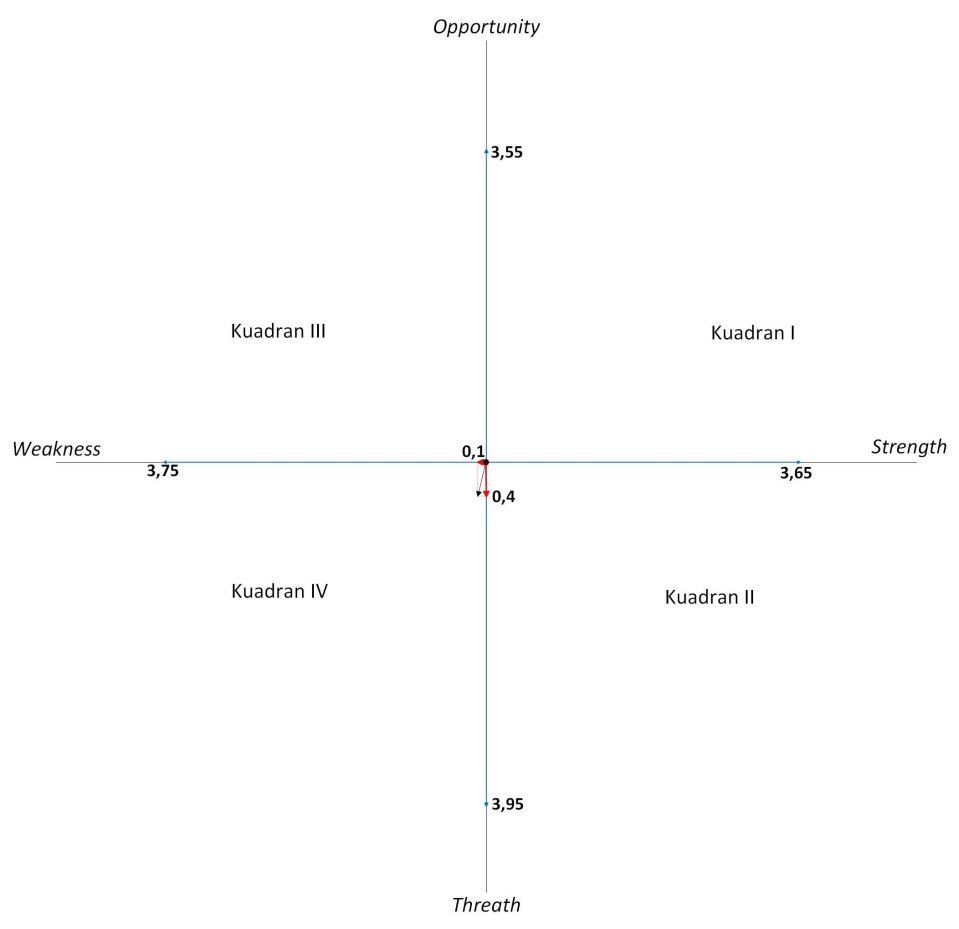 Opportunity
3,55
Kuadran III
Kuadran I
Weakness
0,1
Strength
3,75
3,65
0,4
Kuadran IV
Kuadran II
3,95
Threath